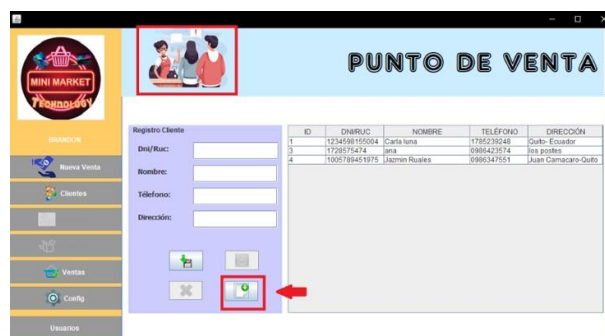 PUNTO DE VENTA
MINI MARKET
TECHNOLOGY
BRANDON
Nueva Venta
Clientes
Ventas
Config
Usuarios
Registro Cliente
Dni/Ruc:
Nombre:
Télefono:
Dirección:
ID DNI/RUC NOMBRE TELÉFONO DIRECCIÓN
1 1234598155004 Carla luna 1785239248 Quito- Ecuador
3 1728575474 ana 0986423574 los postes
4 1005789451975 Jazmin Ruales 0986347551 Juan Camacaro-Quito